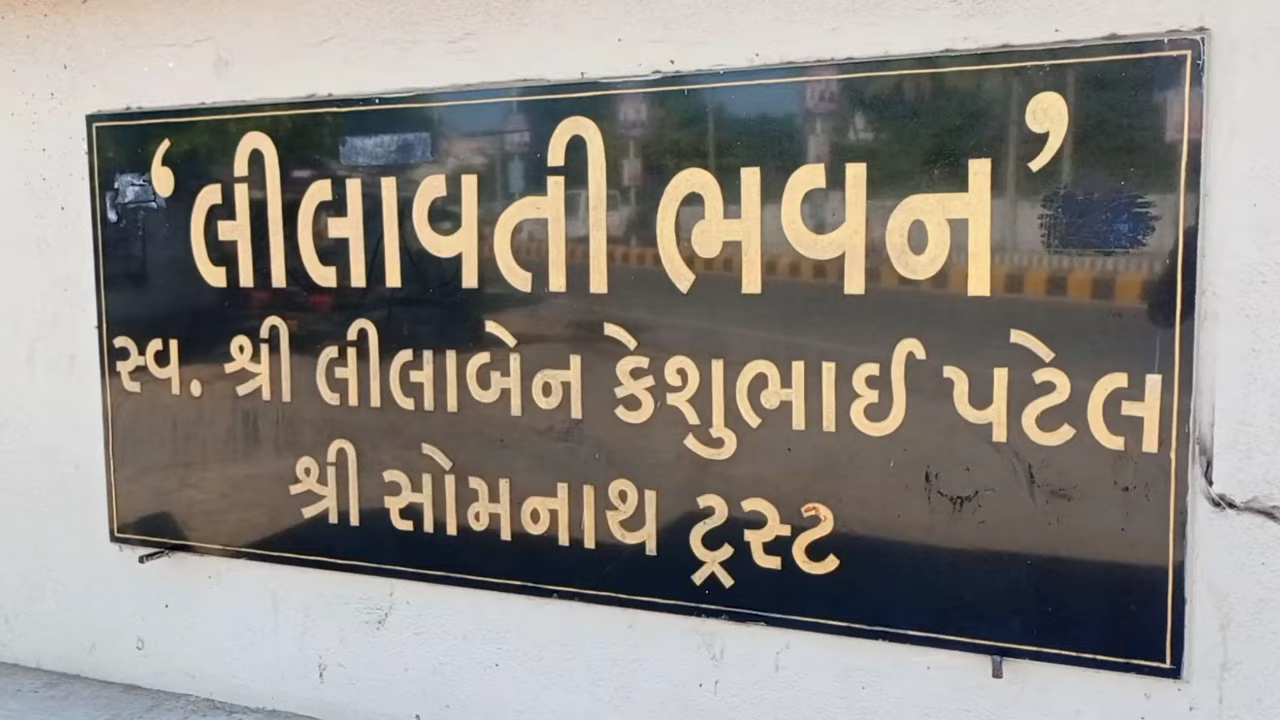 ‘લીલાવતી ભવન’
સ્વ. શ્રી લીલાબેન કેશુભાઈ પટેલ
શ્રી સોમનાથ ટ્રસ્ટ